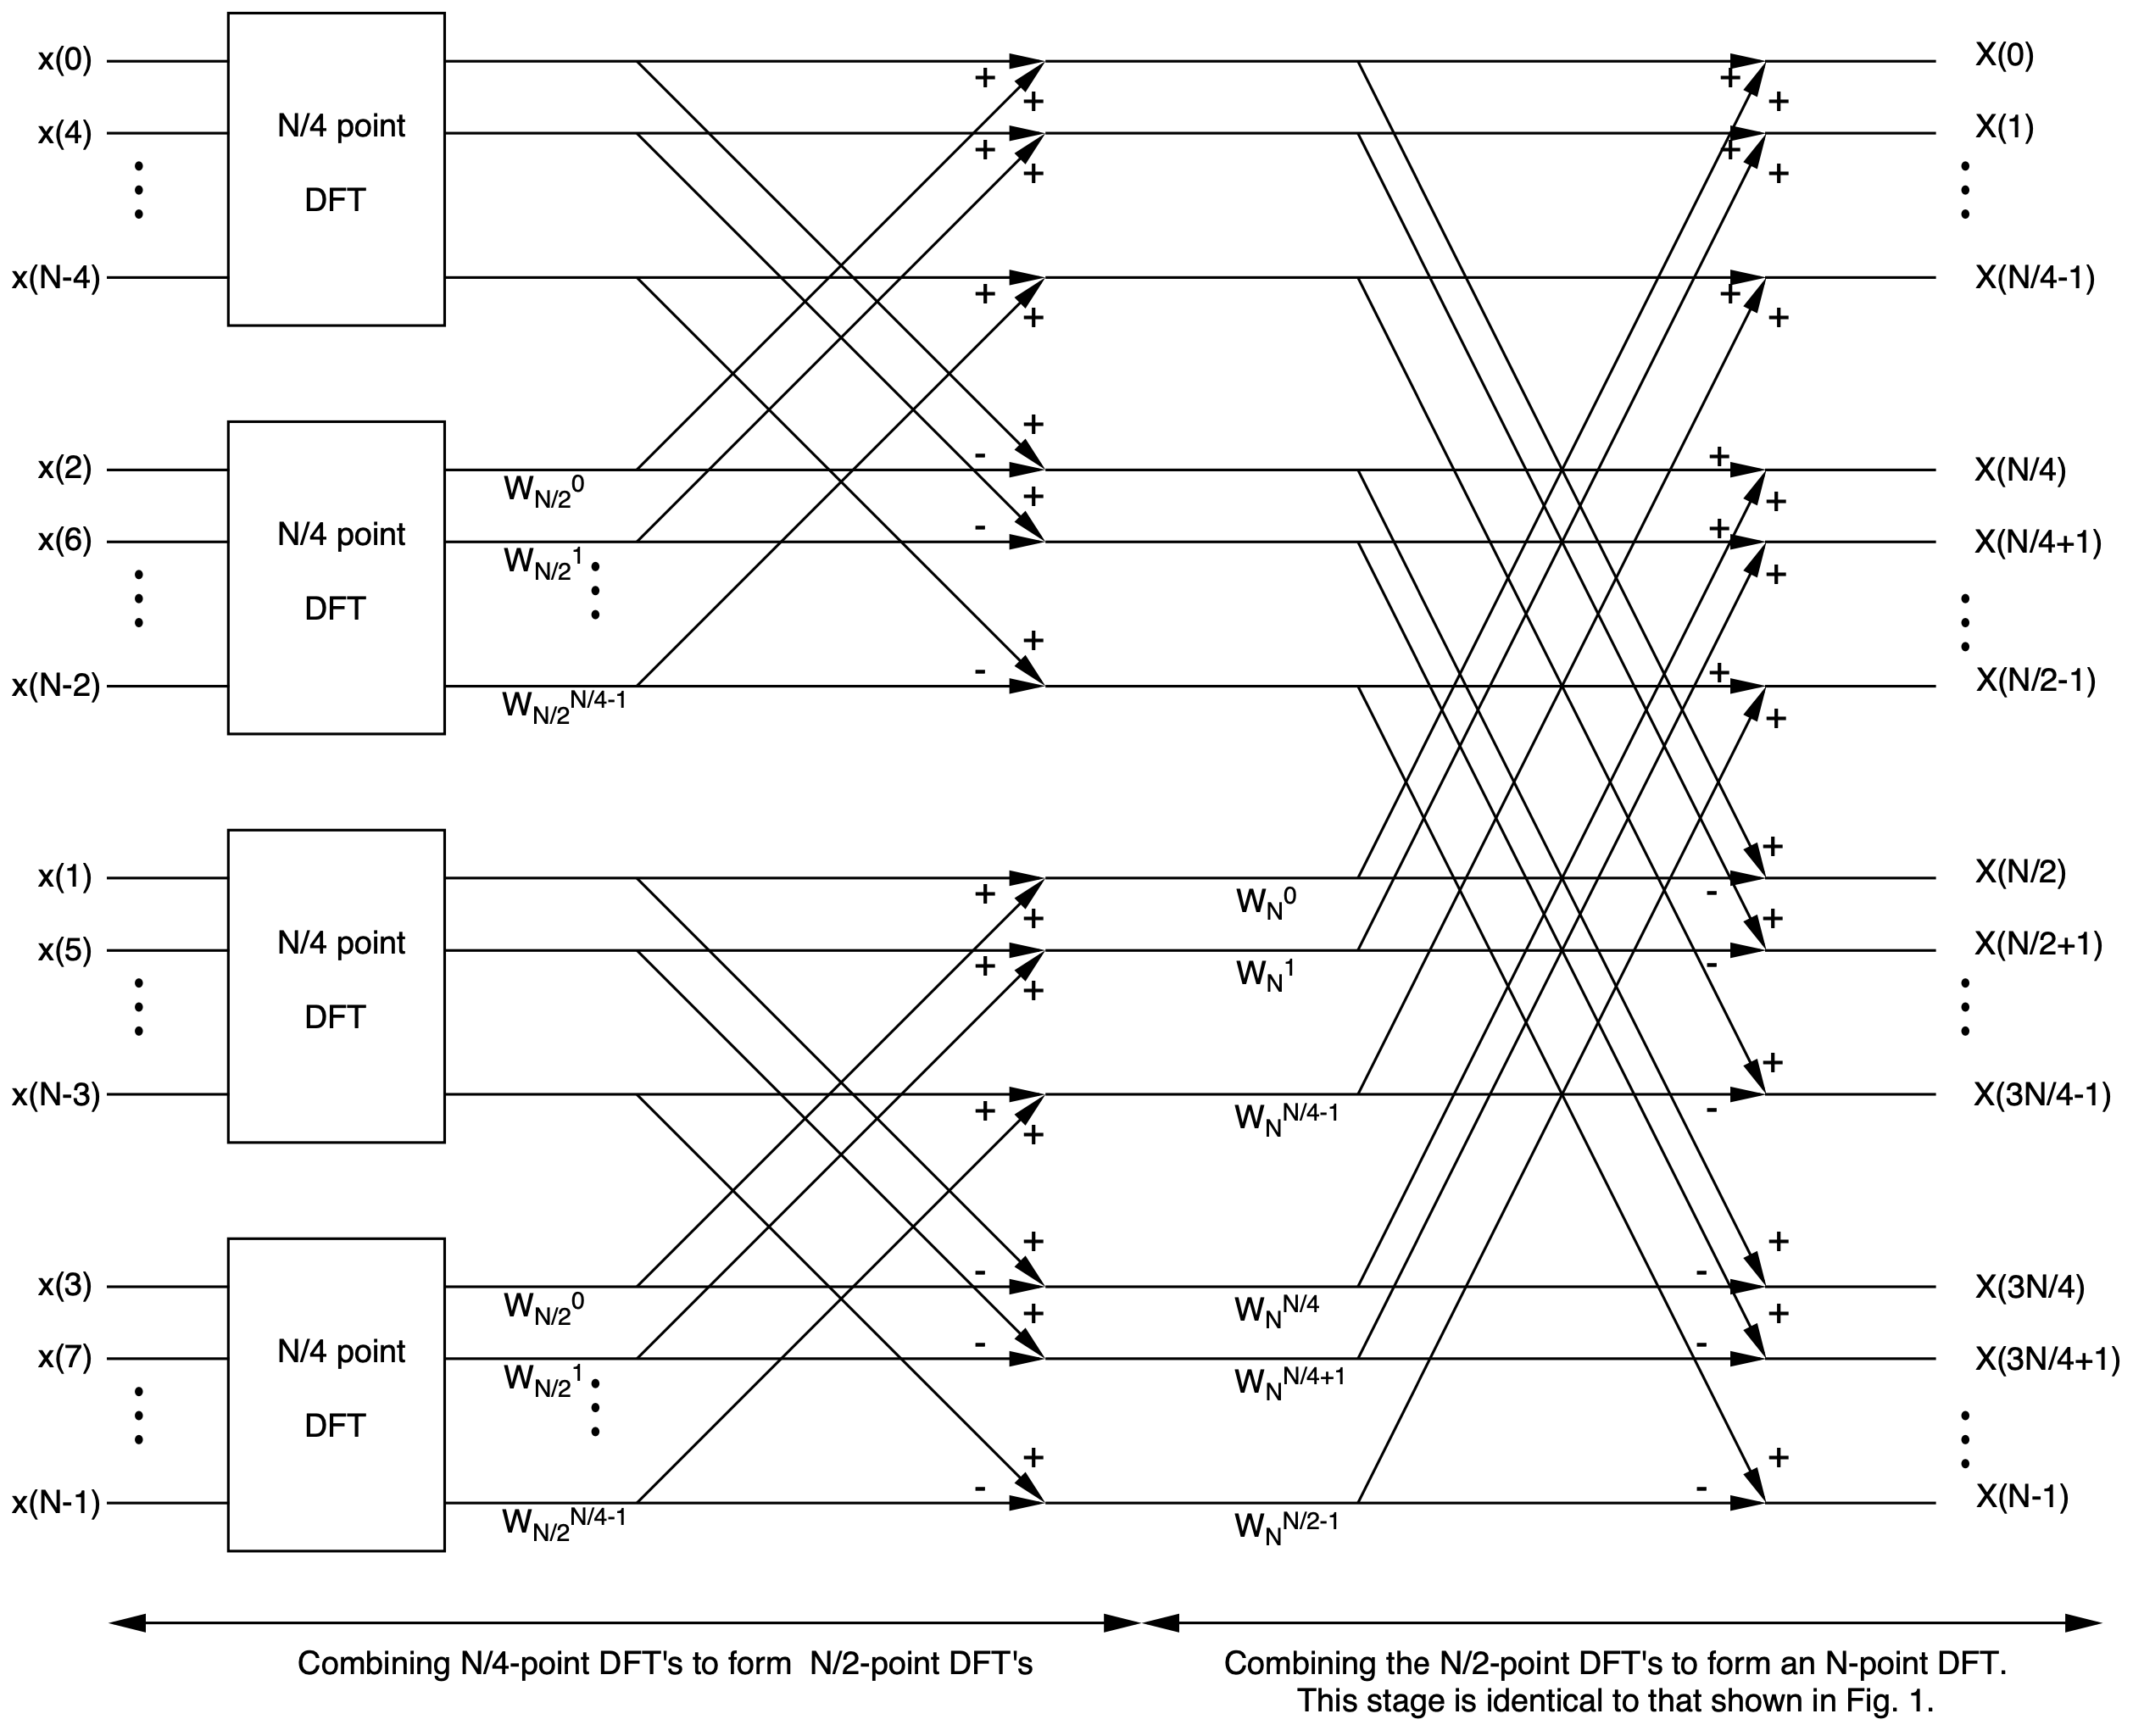 x(0)
x(4)
x(N-4)
N/4 point
DFT
+
+
+
+
+
+
+
+
+
+
+
+
X(0)
X(1)
X(N/4-1)
x(2)
x(6)
x(N-2)
N/4 point
DFT
W_{N/2}^0
W_{N/2}^1
W_{N/2}^{N/4-1}
+
-
+
-
+
-
+
+
+
+
+
+
X(N/4)
X(N/4+1)
X(N/2-1)
x(1)
x(5)
x(N-3)
N/4 point
DFT
+
+
+
+
+
+
W_N^0
W_N^1
W_N^{N/4-1}
+
-
+
-
+
-
X(N/2)
X(N/2+1)
X(3N/4-1)
x(3)
x(7)
x(N-1)
N/4 point
DFT
W_{N/2}^0
W_{N/2}^1
W_{N/2}^{N/4-1}
+
-
+
-
+
-
W_N^{N/4}
W_N^{N/4+1}
W_N^{N/2-1}
+
-
+
-
+
-
X(3N/4)
X(3N/4+1)
X(N-1)
Combining N/4-point DFT's to form N/2-point DFT's
Combining the N/2-point DFT's to form an N-point DFT.
This stage is identical to that shown in Fig. 1.